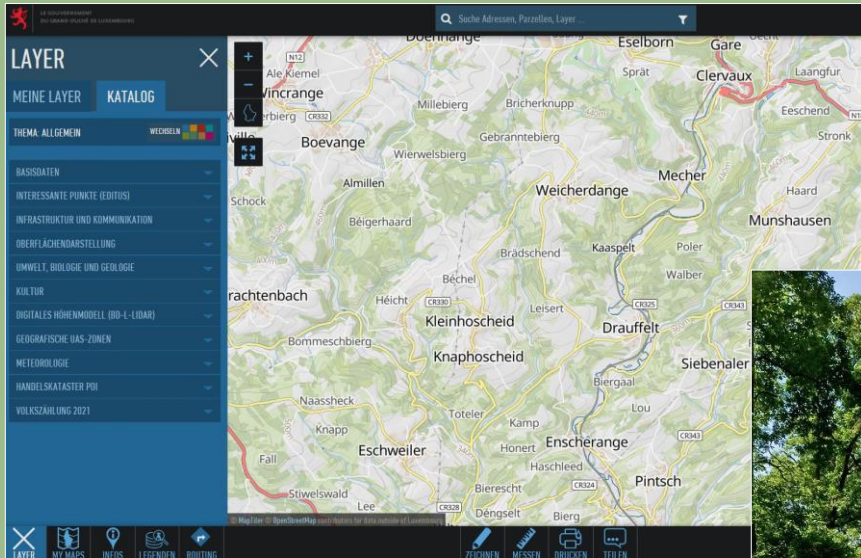 LE GOUVERNEMENT
DU GRAND-DUCHÉ DE LUXEMBOURG
Suche Adressen, Parzellen, Layer ...
LAYER
MEINE LAYER
KATALOG
THEMA: ALLGEMEIN
WECHSELN
BASISDATEN
INTERESSANTE PUNKTE (EDITUS)
INFRASTRUKTUR UND KOMMUNIKATION
OBERFLÄCHENDARSTELLUNG
UMWELT, BIOLOGIE UND GEOLOGIE
KULTUR
DIGITALES HÖHENMODELL (BD-L-LIDAR)
GEOGRAFISCHE UAS-ZONEN
METEOROLOGIE
HANDELSKATASTER PDI
VOLKSZÄHLUNG 2021
Eselborn
Gare
N12
Ale Kiemel
Sprät
Clervaux
Laangfur
Wincrange
Millebierg
Bricherknupp
CR332
Eeschend
Boevange
Gebranntebierg
Stronk
Wierwelsbierg
Mecher
Almillen
Weicherdange
Haard
Schock
Béigerhaard
Munshausen
Kaaspelt
Poler
Brädschend
Walber
Béchel
rachtenbach
Héicht
CR330
Leisert
CR325
CR343
Kleinhoscheid
Drauffelt
Bommeschbierg
Knaphoscheid
Siebenaler
Biergaal
Naassheck
Lou
Toteler
Knapp
Kamp
CR343
Eschweiler
Honert
Enscherange
Fall
Haschleed
Pintsch
Bierescht
CR324
Stiwelswald
Lee
CR328
Déngselt
Bierg
© MapTiler © OpenStreetMap contributors for data outside of Luxembourg
LAYER
MY MAPS
INFOS
LEGENDEN
ROUTING
ZEICHNEN
MESSEN
DRUCKEN
TEILEN